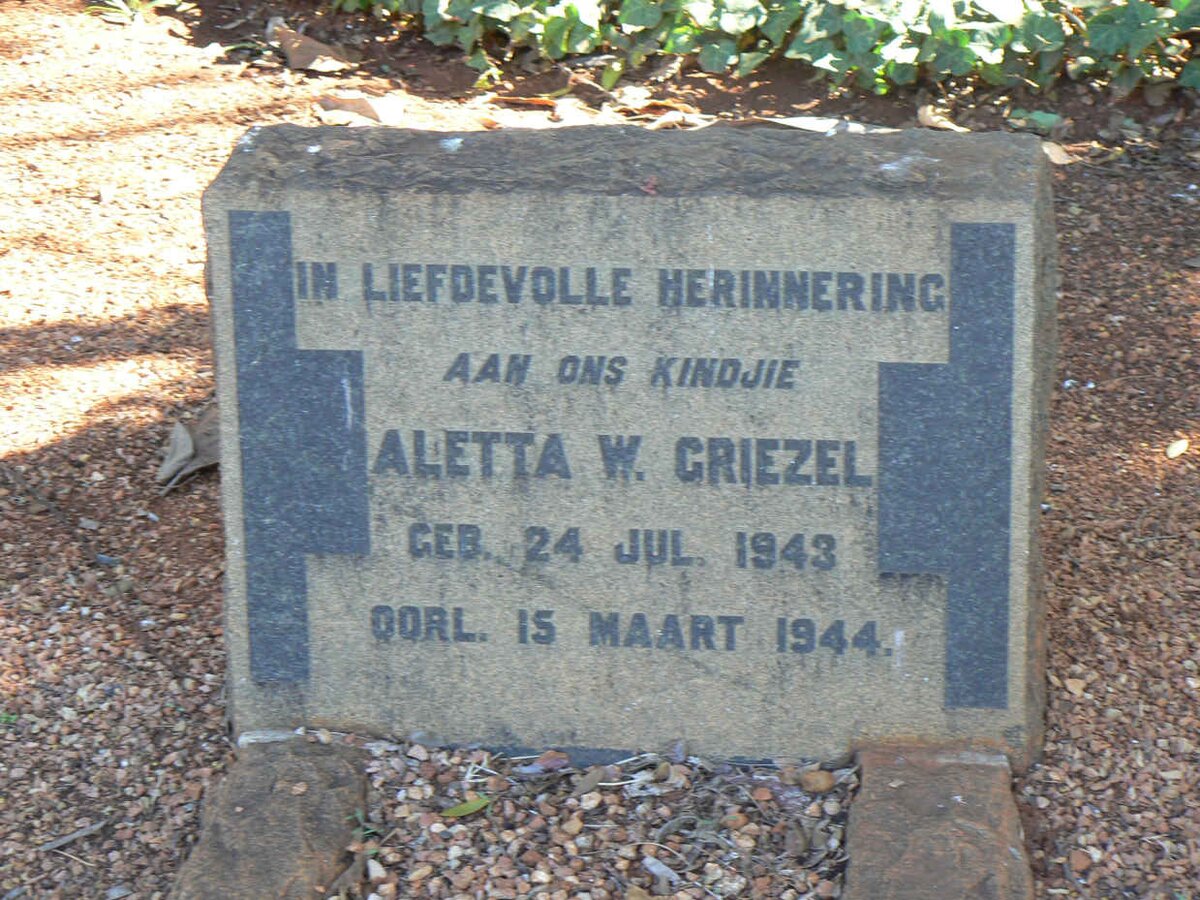 IN LIEFDEVOLLE HERINNERING
AAN ONS KINDJIE
ALETTA W. GRIEZEL
GEB. 24 JUL. 1943
OORL. 15 MAART 1944.